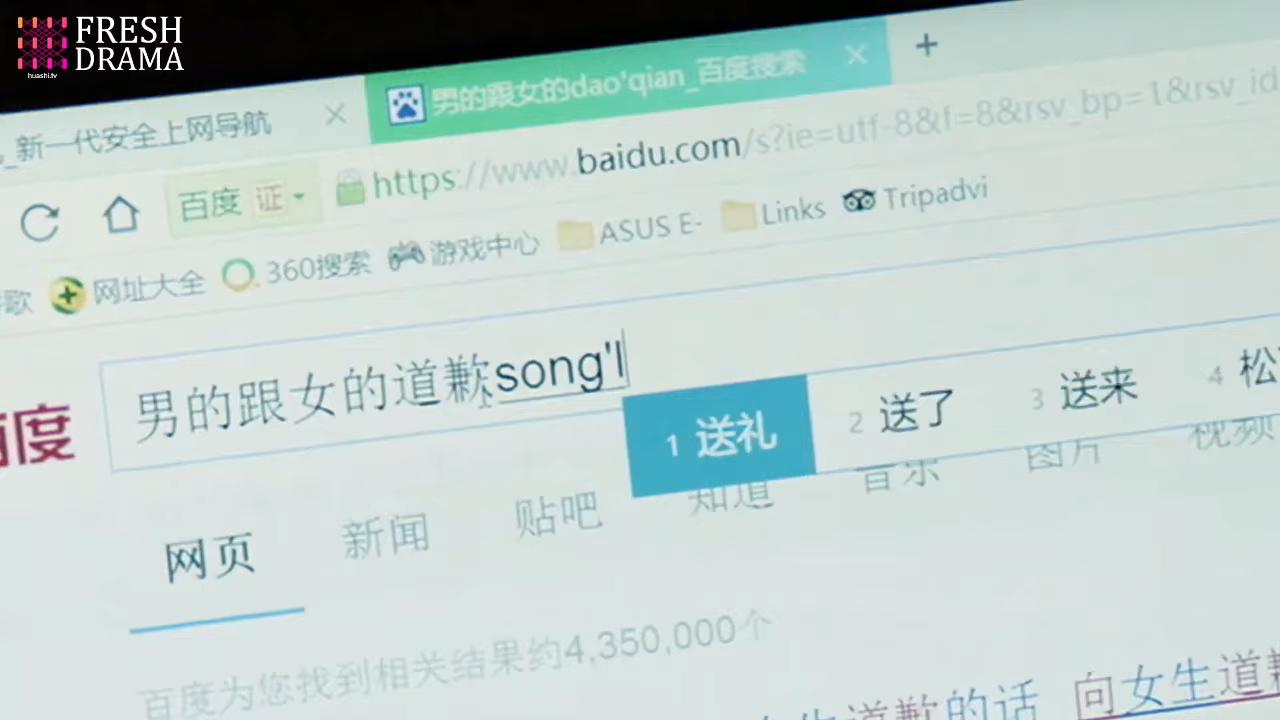 FRESH
DRAMA
huashi.tv
新一代安全上网导航
男的跟女的dao'qian_百度搜索
百度 证 https://www.baidu.com/s?ie=utf-8&f=8&rsv_bp=1&rsv_id
网址大全 360搜索 游戏中心 ASUS E- Links Tripadvi
百度 男的跟女的道歉song'l
1 送礼 2 送了 3 送来 4 松
网页 新闻 贴吧 知道 音乐 图片 视频
百度为您找到相关结果约4,350,000个
道歉的话 向女生道歉